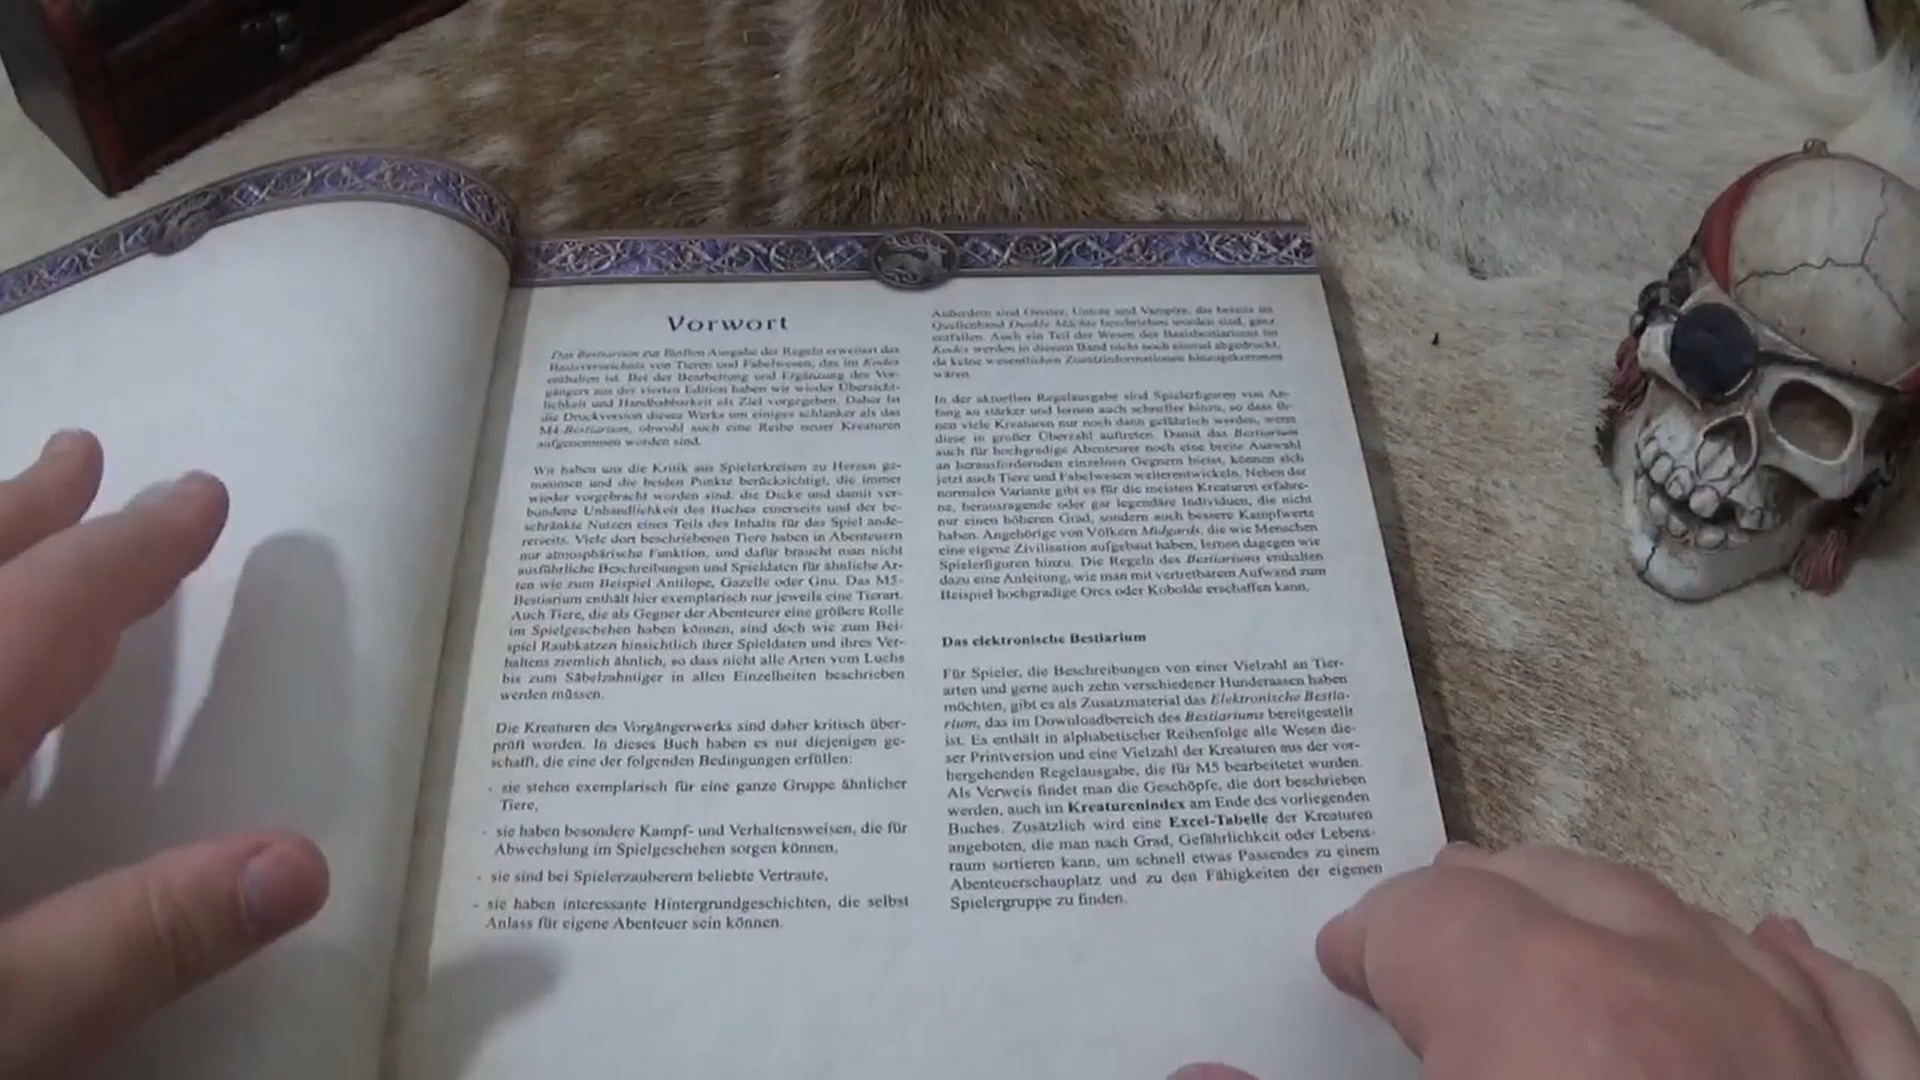 Vorwort
Das Bestiarium zur fünften Ausgabe der Regeln erweitert das
Basisverzeichnis von Tieren und Fabelwesen, das im Kodex
enthalten ist. Bei der Bearbeitung und Ergänzung des Vor-
gängers aus der vierten Edition haben wir wieder Übersicht-
lichkeit und Handhabbarkeit als Ziel vorgegeben. Daher ist
die Druckversion dieses Werks um einiges schlanker als das
M4-Bestiarium, obwohl auch eine Reihe neuer Kreaturen
aufgenommen worden sind.
Wir haben uns die Kritik aus Spielerkreisen zu Herzen ge-
nommen und die beiden Punkte berücksichtigt, die immer
wieder vorgebracht worden sind: die Dicke und damit ver-
bundene Unhandlichkeit des Buches einerseits und der be-
schränkte Nutzen eines Teils des Inhalts für das Spiel ande-
rerseits. Viele dort beschriebenen Tiere haben in Abenteuern
nur atmosphärische Funktion, und dafür braucht man nicht
ausführliche Beschreibungen und Spieldaten für ähnliche Ar-
ten wie zum Beispiel Antilope, Gazelle oder Gnu. Das M5-
Bestiarium enthält hier exemplarisch nur jeweils eine Tierart.
Auch Tiere, die als Gegner der Abenteurer eine größere Rolle
im Spielgeschehen haben können, sind doch wie zum Bei-
spiel Raubkatzen hinsichtlich ihrer Spieldaten und ihres Ver-
haltens ziemlich ähnlich, so dass nicht alle Arten vom Luchs
bis zum Säbelzahntiger in allen Einzelheiten beschrieben
werden müssen.
Die Kreaturen des Vorgängerwerks sind daher kritisch über-
prüft worden. In dieses Buch haben es nur diejenigen ge-
schafft, die eine der folgenden Bedingungen erfüllen:
- sie stehen exemplarisch für eine ganze Gruppe ähnlicher
Tiere,
- sie haben besondere Kampf- und Verhaltensweisen, die für
Abwechslung im Spielgeschehen sorgen können,
- sie sind bei Spielerzauberern beliebte Vertraute,
- sie haben interessante Hintergrundgeschichten, die selbst
Anlass für eigene Abenteuer sein können.
Außerdem sind Geister, Untote und Vampire, die bereits im
Quellenband Dunkle Mächte beschrieben worden sind, ganz
entfallen. Auch ein Teil der Wesen des Basisbestiariums im
Kodex werden in diesem Band nicht noch einmal abgedruckt,
da keine wesentlichen Zusatzinformationen hinzugekommen
wären.
In der aktuellen Regelausgabe sind Spielerfiguren von An-
fang an stärker und lernen auch schneller hinzu, so dass ih-
nen viele Kreaturen nur noch dann gefährlich werden, wenn
diese in großer Überzahl auftreten. Damit das Bestiarium
auch für hochgradige Abenteurer noch eine breite Auswahl
an herausfordernden einzelnen Gegnern bietet, können sich
jetzt auch Tiere und Fabelwesen weiterentwickeln. Neben der
normalen Variante gibt es für die meisten Kreaturen erfahre-
ne, herausragende oder gar legendäre Individuen, die nicht
nur einen höheren Grad, sondern auch bessere Kampfwerte
haben. Angehörige von Völkern Midgards, die wie Menschen
eine eigene Zivilisation aufgebaut haben, lernen dagegen wie
Spielerfiguren hinzu. Die Regeln des Bestiariums enthalten
dazu eine Anleitung, wie man mit vertretbarem Aufwand zum
Beispiel hochgradige Orcs oder Kobolde erschaffen kann.
Das elektronische Bestiarium
Für Spieler, die Beschreibungen von einer Vielzahl an Tier-
arten und gerne auch zehn verschiedener Hunderassen haben
möchten, gibt es als Zusatzmaterial das Elektronische Bestia-
rium, das im Downloadbereich des Bestiariums bereitgestellt
ist. Es enthält in alphabetischer Reihenfolge alle Wesen die-
ser Printversion und eine Vielzahl der Kreaturen aus der vor-
hergehenden Regelausgabe, die für M5 bearbeitetet wurden.
Als Verweis findet man die Geschöpfe, die dort beschrieben
werden, auch im Kreaturenindex am Ende des vorliegenden
Buches. Zusätzlich wird eine Excel-Tabelle der Kreaturen
angeboten, die man nach Grad, Gefährlichkeit oder Lebens-
raum sortieren kann, um schnell etwas Passendes zu einem
Abenteuerschauplatz und zu den Fähigkeiten der eigenen
Spielergruppe zu finden.